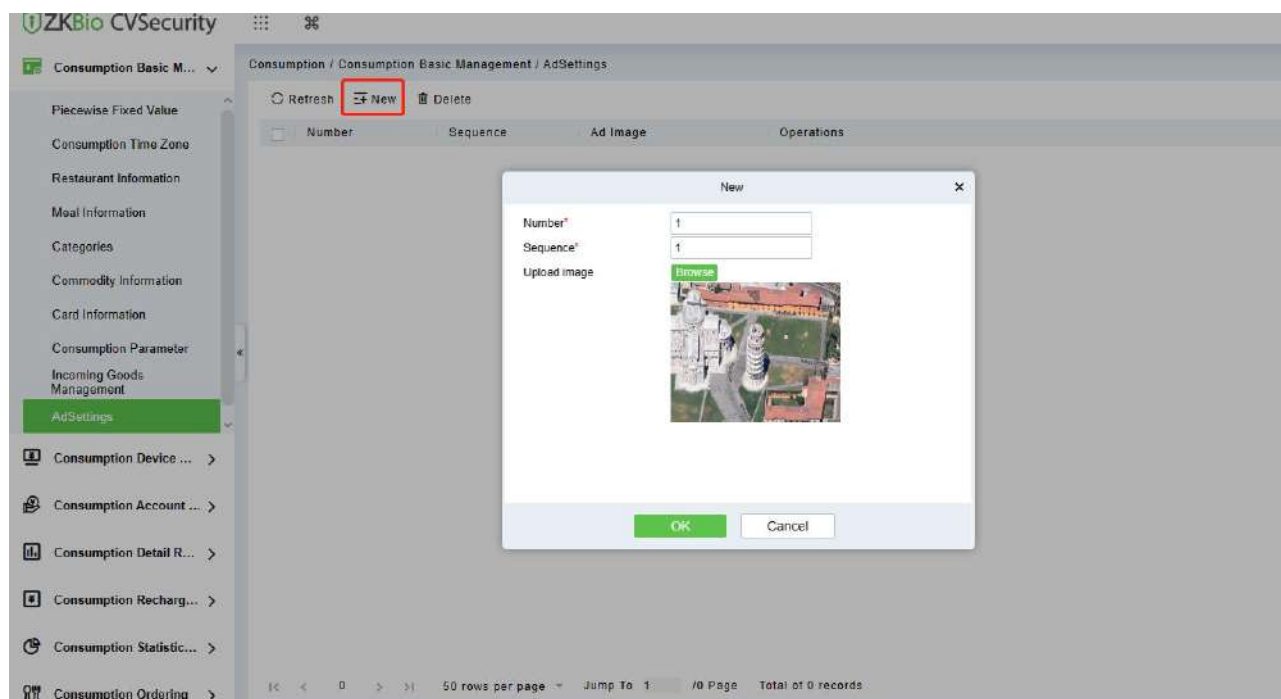 ZKBio CVSecurity
Consumption Basic M...
Consumption / Consumption Basic Management / AdSettings
Refresh New Delete
Number Sequence Ad Image Operations
Piecewise Fixed Value
Consumption Time Zone
Restaurant Information
Meal Information
Categories
Commodity Information
Card Information
Consumption Parameter
Incoming Goods
Management
AdSettings
Consumption Device ...
Consumption Account ...
Consumption Detail R...
Consumption Recharg...
Consumption Statistic...
Consumption Ordering
New
Number* 1
Sequence* 1
Upload image Browse
OK Cancel
0 50 rows per page Jump To 1 /0 Page Total of 0 records